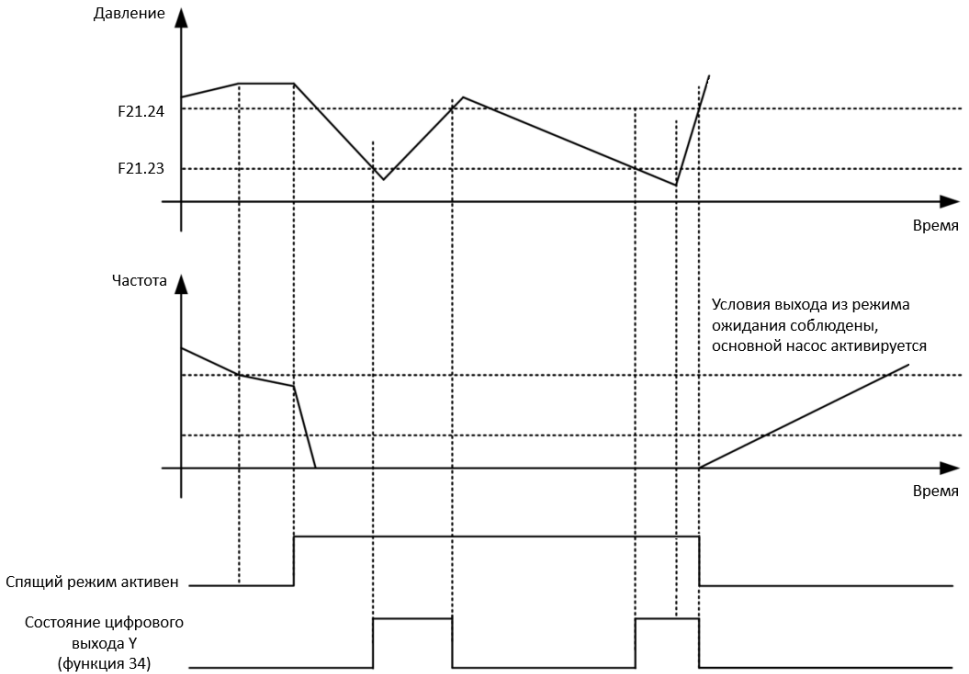 Давление
F21.24
F21.23
Время
Частота
Условия выхода из режима
ожидания соблюдены,
основной насос активируется
Время
Спящий режим активен
Состояние цифрового
выхода Y
(функция 34)